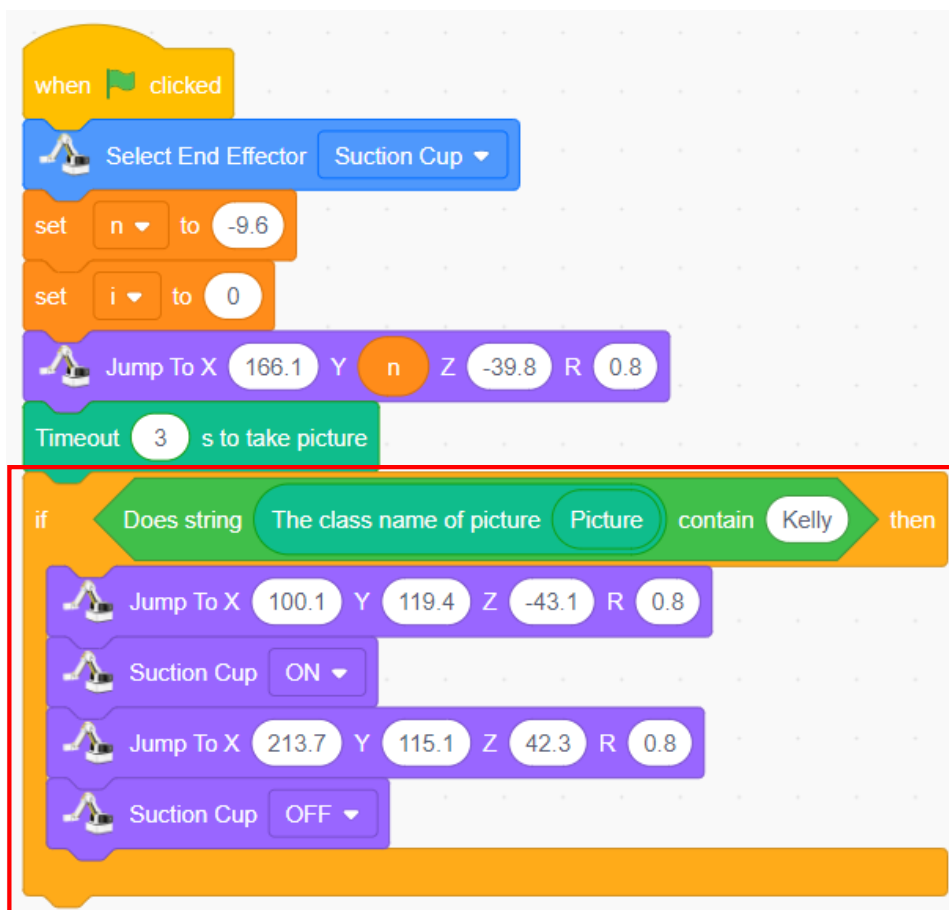 when clicked
Select End Effector Suction Cup
set n to -9.6
set i to 0
Jump To X 166.1 Y n Z -39.8 R 0.8
Timeout 3 s to take picture
if Does string The class name of picture Picture contain Kelly then
Jump To X 100.1 Y 119.4 Z -43.1 R 0.8
Suction Cup ON
Jump To X 213.7 Y 115.1 Z 42.3 R 0.8
Suction Cup OFF